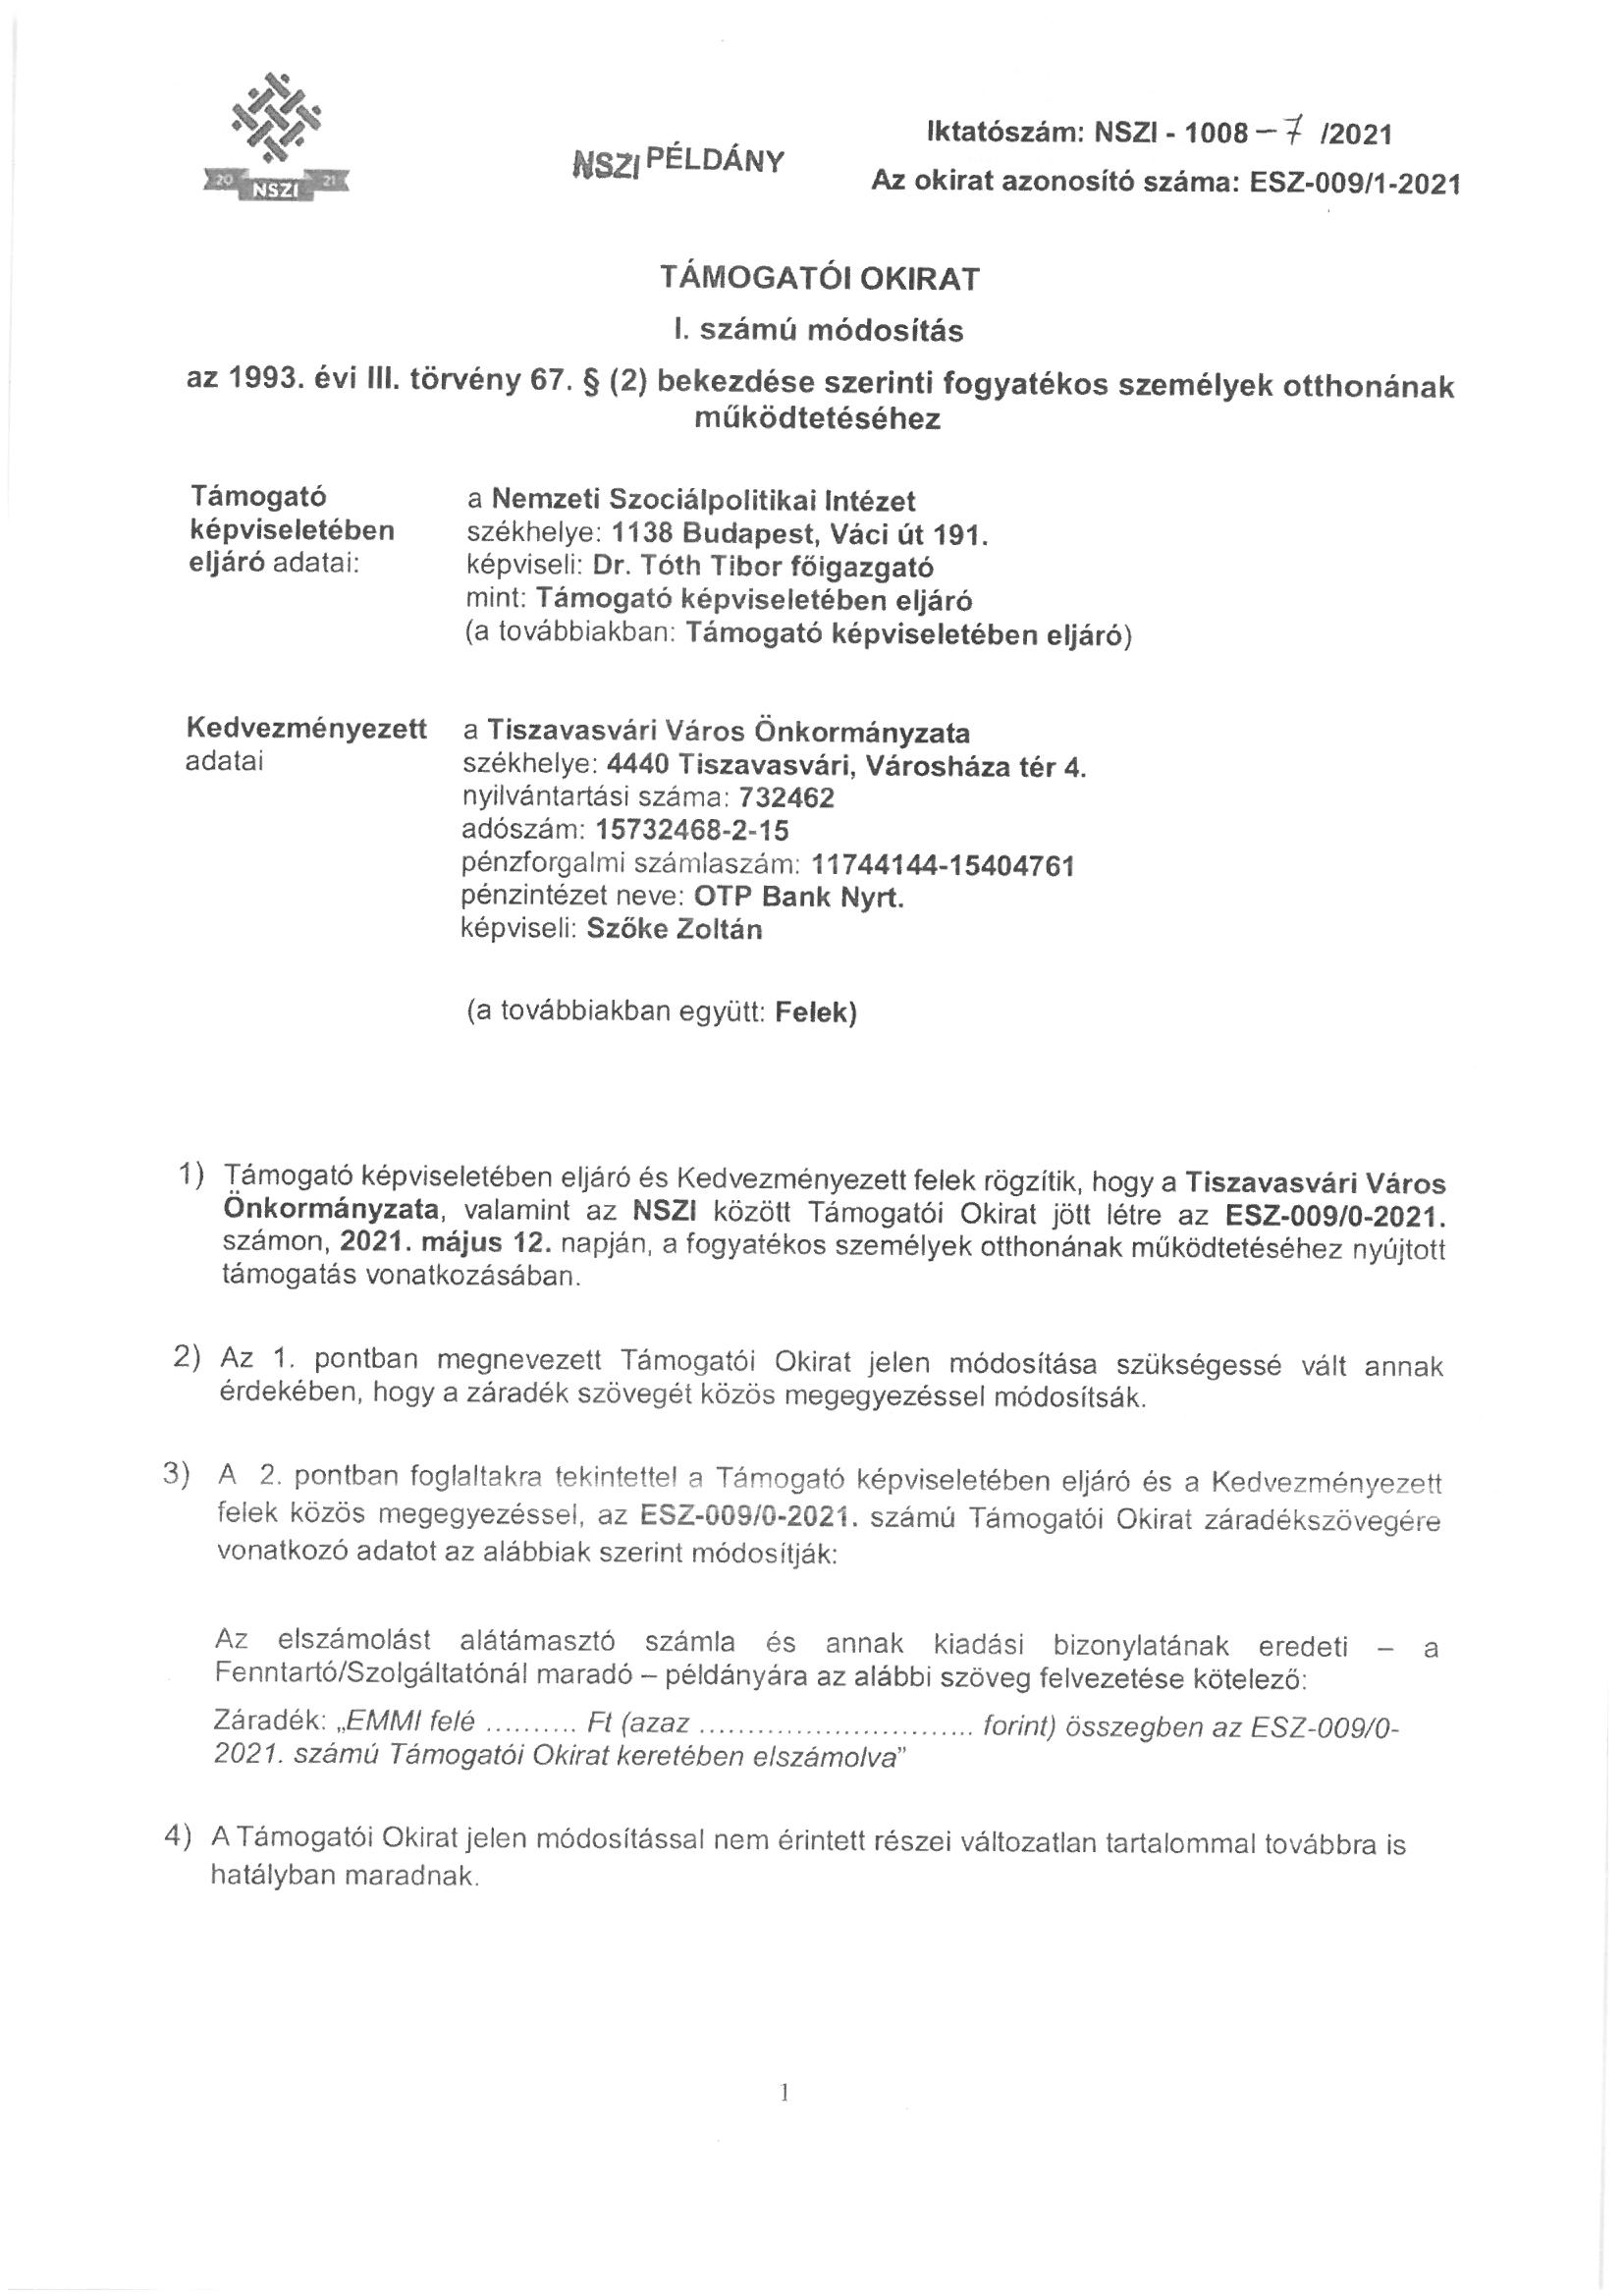 20 NSZI 21
NSZI PÉLDÁNY
Iktatószám: NSZI - 1008 – 7 /2021
Az okirat azonosító száma: ESZ-009/1-2021
TÁMOGATÓI OKIRAT
I. számú módosítás
az 1993. évi III. törvény 67. § (2) bekezdése szerinti fogyatékos személyek otthonának
működtetéséhez
Támogató
képviseletében
eljáró adatai:
a Nemzeti Szociálpolitikai Intézet
székhelye: 1138 Budapest, Váci út 191.
képviseli: Dr. Tóth Tibor főigazgató
mint: Támogató képviseletében eljáró
(a továbbiakban: Támogató képviseletében eljáró)
Kedvezményezett
adatai
a Tiszavasvári Város Önkormányzata
székhelye: 4440 Tiszavasvári, Városháza tér 4.
nyilvántartási száma: 732462
adószám: 15732468-2-15
pénzforgalmi számlaszám: 11744144-15404761
pénzintézet neve: OTP Bank Nyrt.
képviseli: Szőke Zoltán
(a továbbiakban együtt: Felek)
1) Támogató képviseletében eljáró és Kedvezményezett felek rögzítik, hogy a Tiszavasvári Város
Önkormányzata, valamint az NSZI között Támogatói Okirat jött létre az ESZ-009/0-2021.
számon, 2021. május 12. napján, a fogyatékos személyek otthonának működtetéséhez nyújtott
támogatás vonatkozásában.
2) Az 1. pontban megnevezett Támogatói Okirat jelen módosítása szükségessé vált annak
érdekében, hogy a záradék szövegét közös megegyezéssel módosítsák.
3) A 2. pontban foglaltakra tekintettel a Támogató képviseletében eljáró és a Kedvezményezett
felek közös megegyezéssel, az ESZ-009/0-2021. számú Támogatói Okirat záradékszövegére
vonatkozó adatot az alábbiak szerint módosítják:
Az elszámolást alátámasztó számla és annak kiadási bizonylatának eredeti – a
Fenntartó/Szolgáltatónál maradó – példányára az alábbi szöveg felvezetése kötelező:
Záradék: „EMMI felé .......... Ft (azaz .............................. forint) összegben az ESZ-009/0-
2021. számú Támogatói Okirat keretében elszámolva”
4) A Támogatói Okirat jelen módosítással nem érintett részei változatlan tartalommal továbbra is
hatályban maradnak.
1